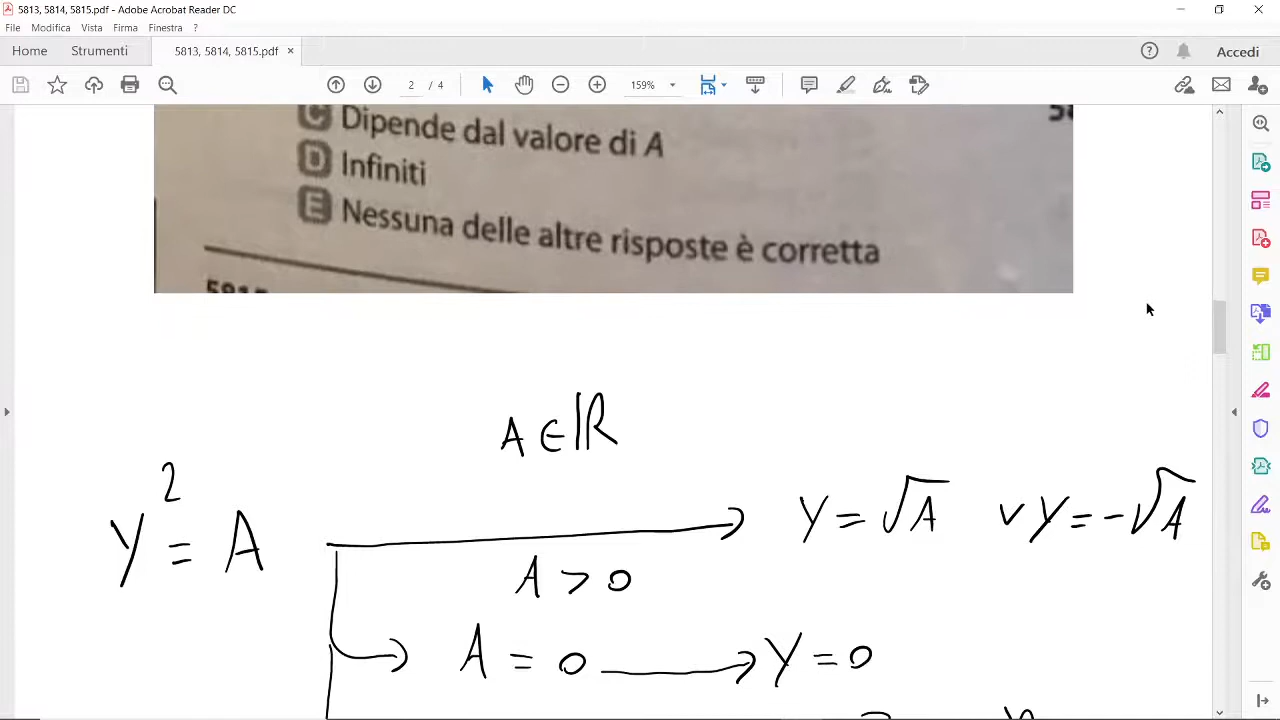 5813, 5814, 5815.pdf - Adobe Acrobat Reader DC
File Modifica Vista Firma Finestra ?
Home Strumenti 5813, 5814, 5815.pdf × Accedi
2 / 4 159%
C Dipende dal valore di A
D Infiniti
E Nessuna delle altre risposte è corretta
A ∈ ℝ
Y² = A → Y = √A ∨ Y = -√A
A > 0
A = 0 → Y = 0